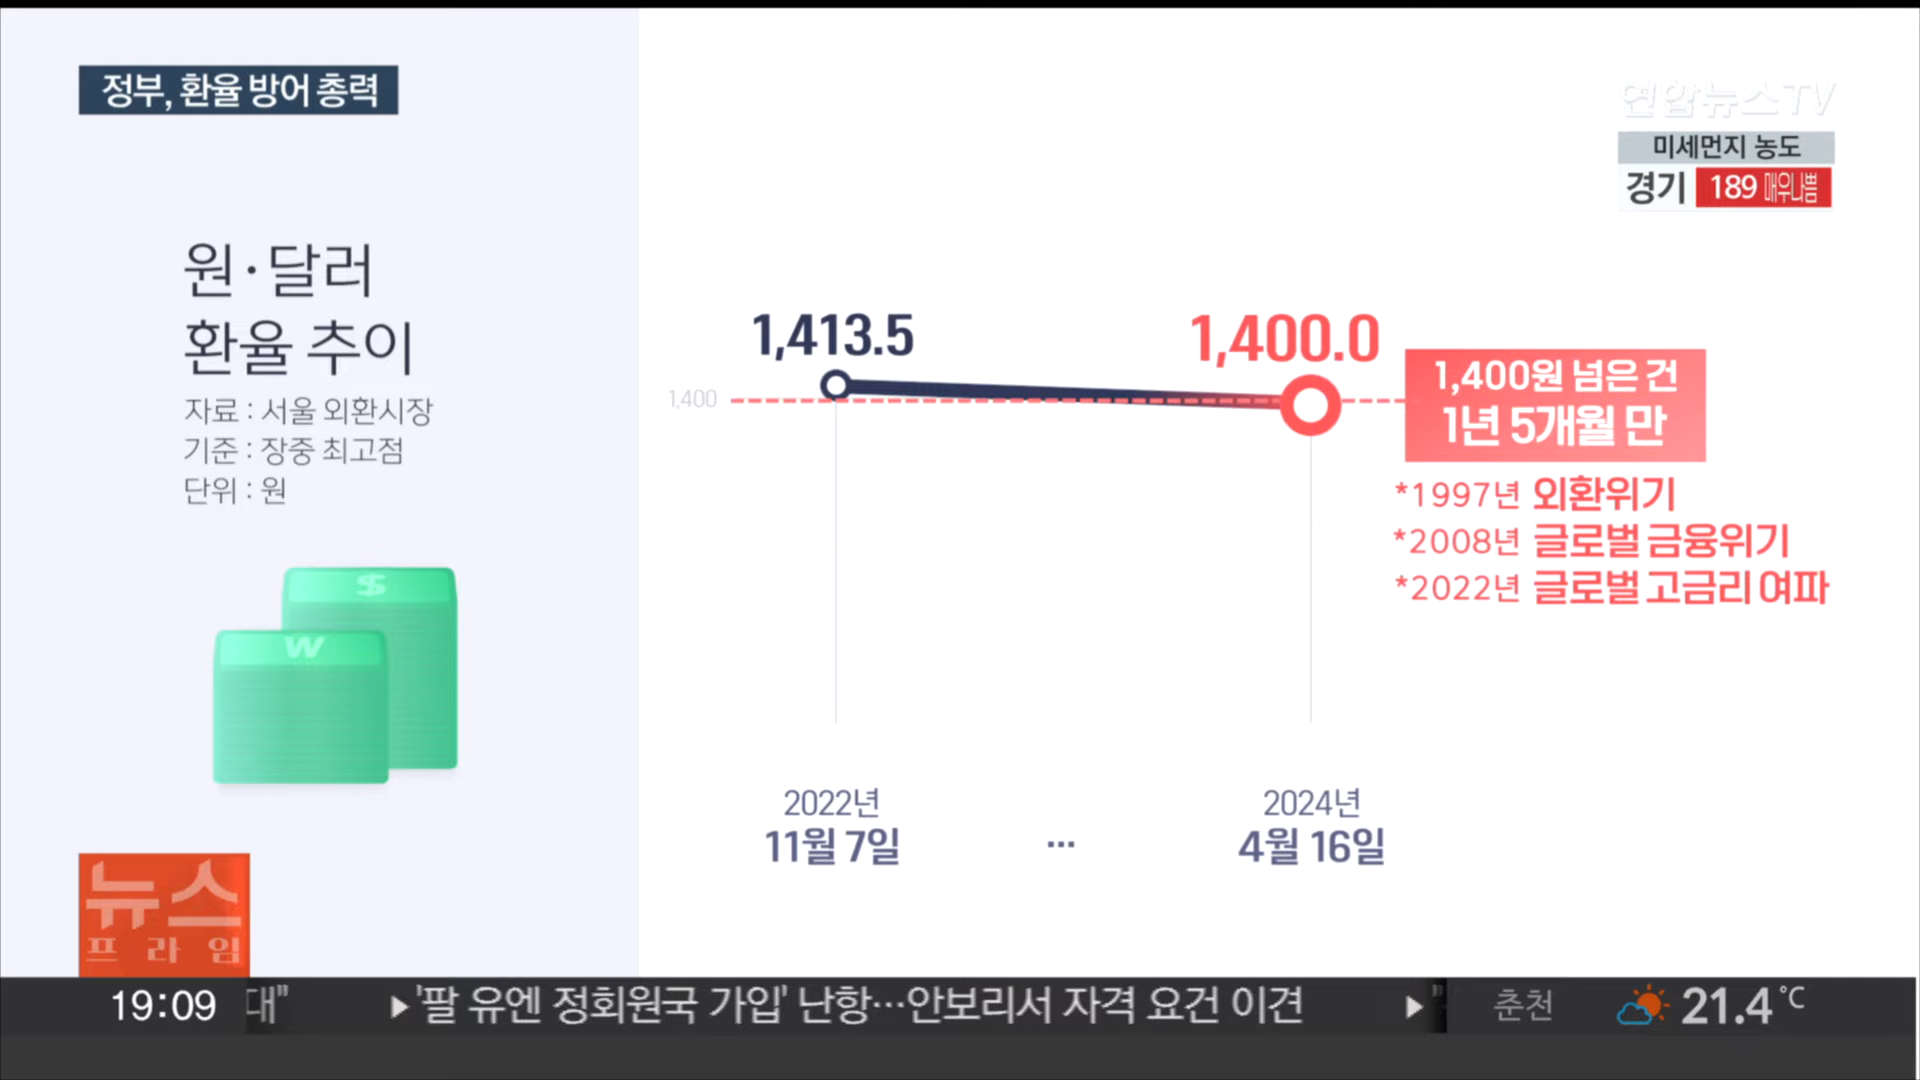 정부, 환율 방어 총력
연합뉴스TV
미세먼지 농도
경기 189 매우나쁨
원·달러
환율 추이
자료 : 서울 외환시장
기준 : 장중 최고점
단위 : 원
$
W
1,413.5
1,400.0
1,400
1,400원 넘은 건
1년 5개월 만
*1997년 외환위기
*2008년 글로벌 금융위기
*2022년 글로벌 고금리 여파
2022년
11월 7일
...
2024년
4월 16일
뉴스
프라임
19:09 대" ▶'팔 유엔 정회원국 가입' 난항…안보리서 자격 요건 이견 ▶" 춘천 21.4℃